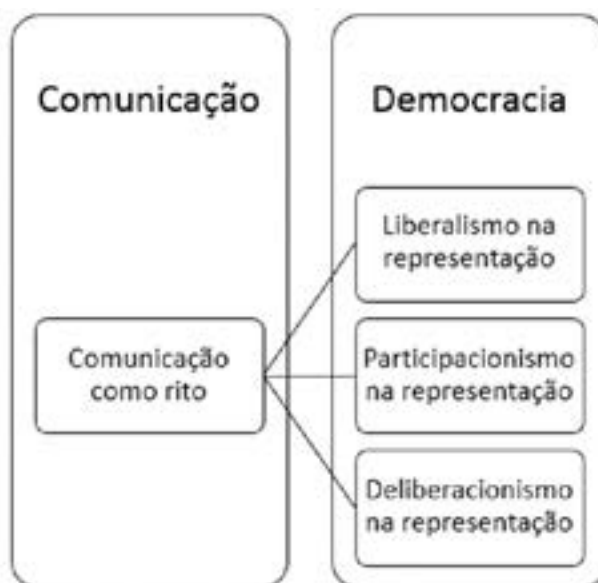 Comunicação
Democracia
Liberalismo na
representação
Comunicação
como rito
Participacionismo
na representação
Deliberacionismo
na representação